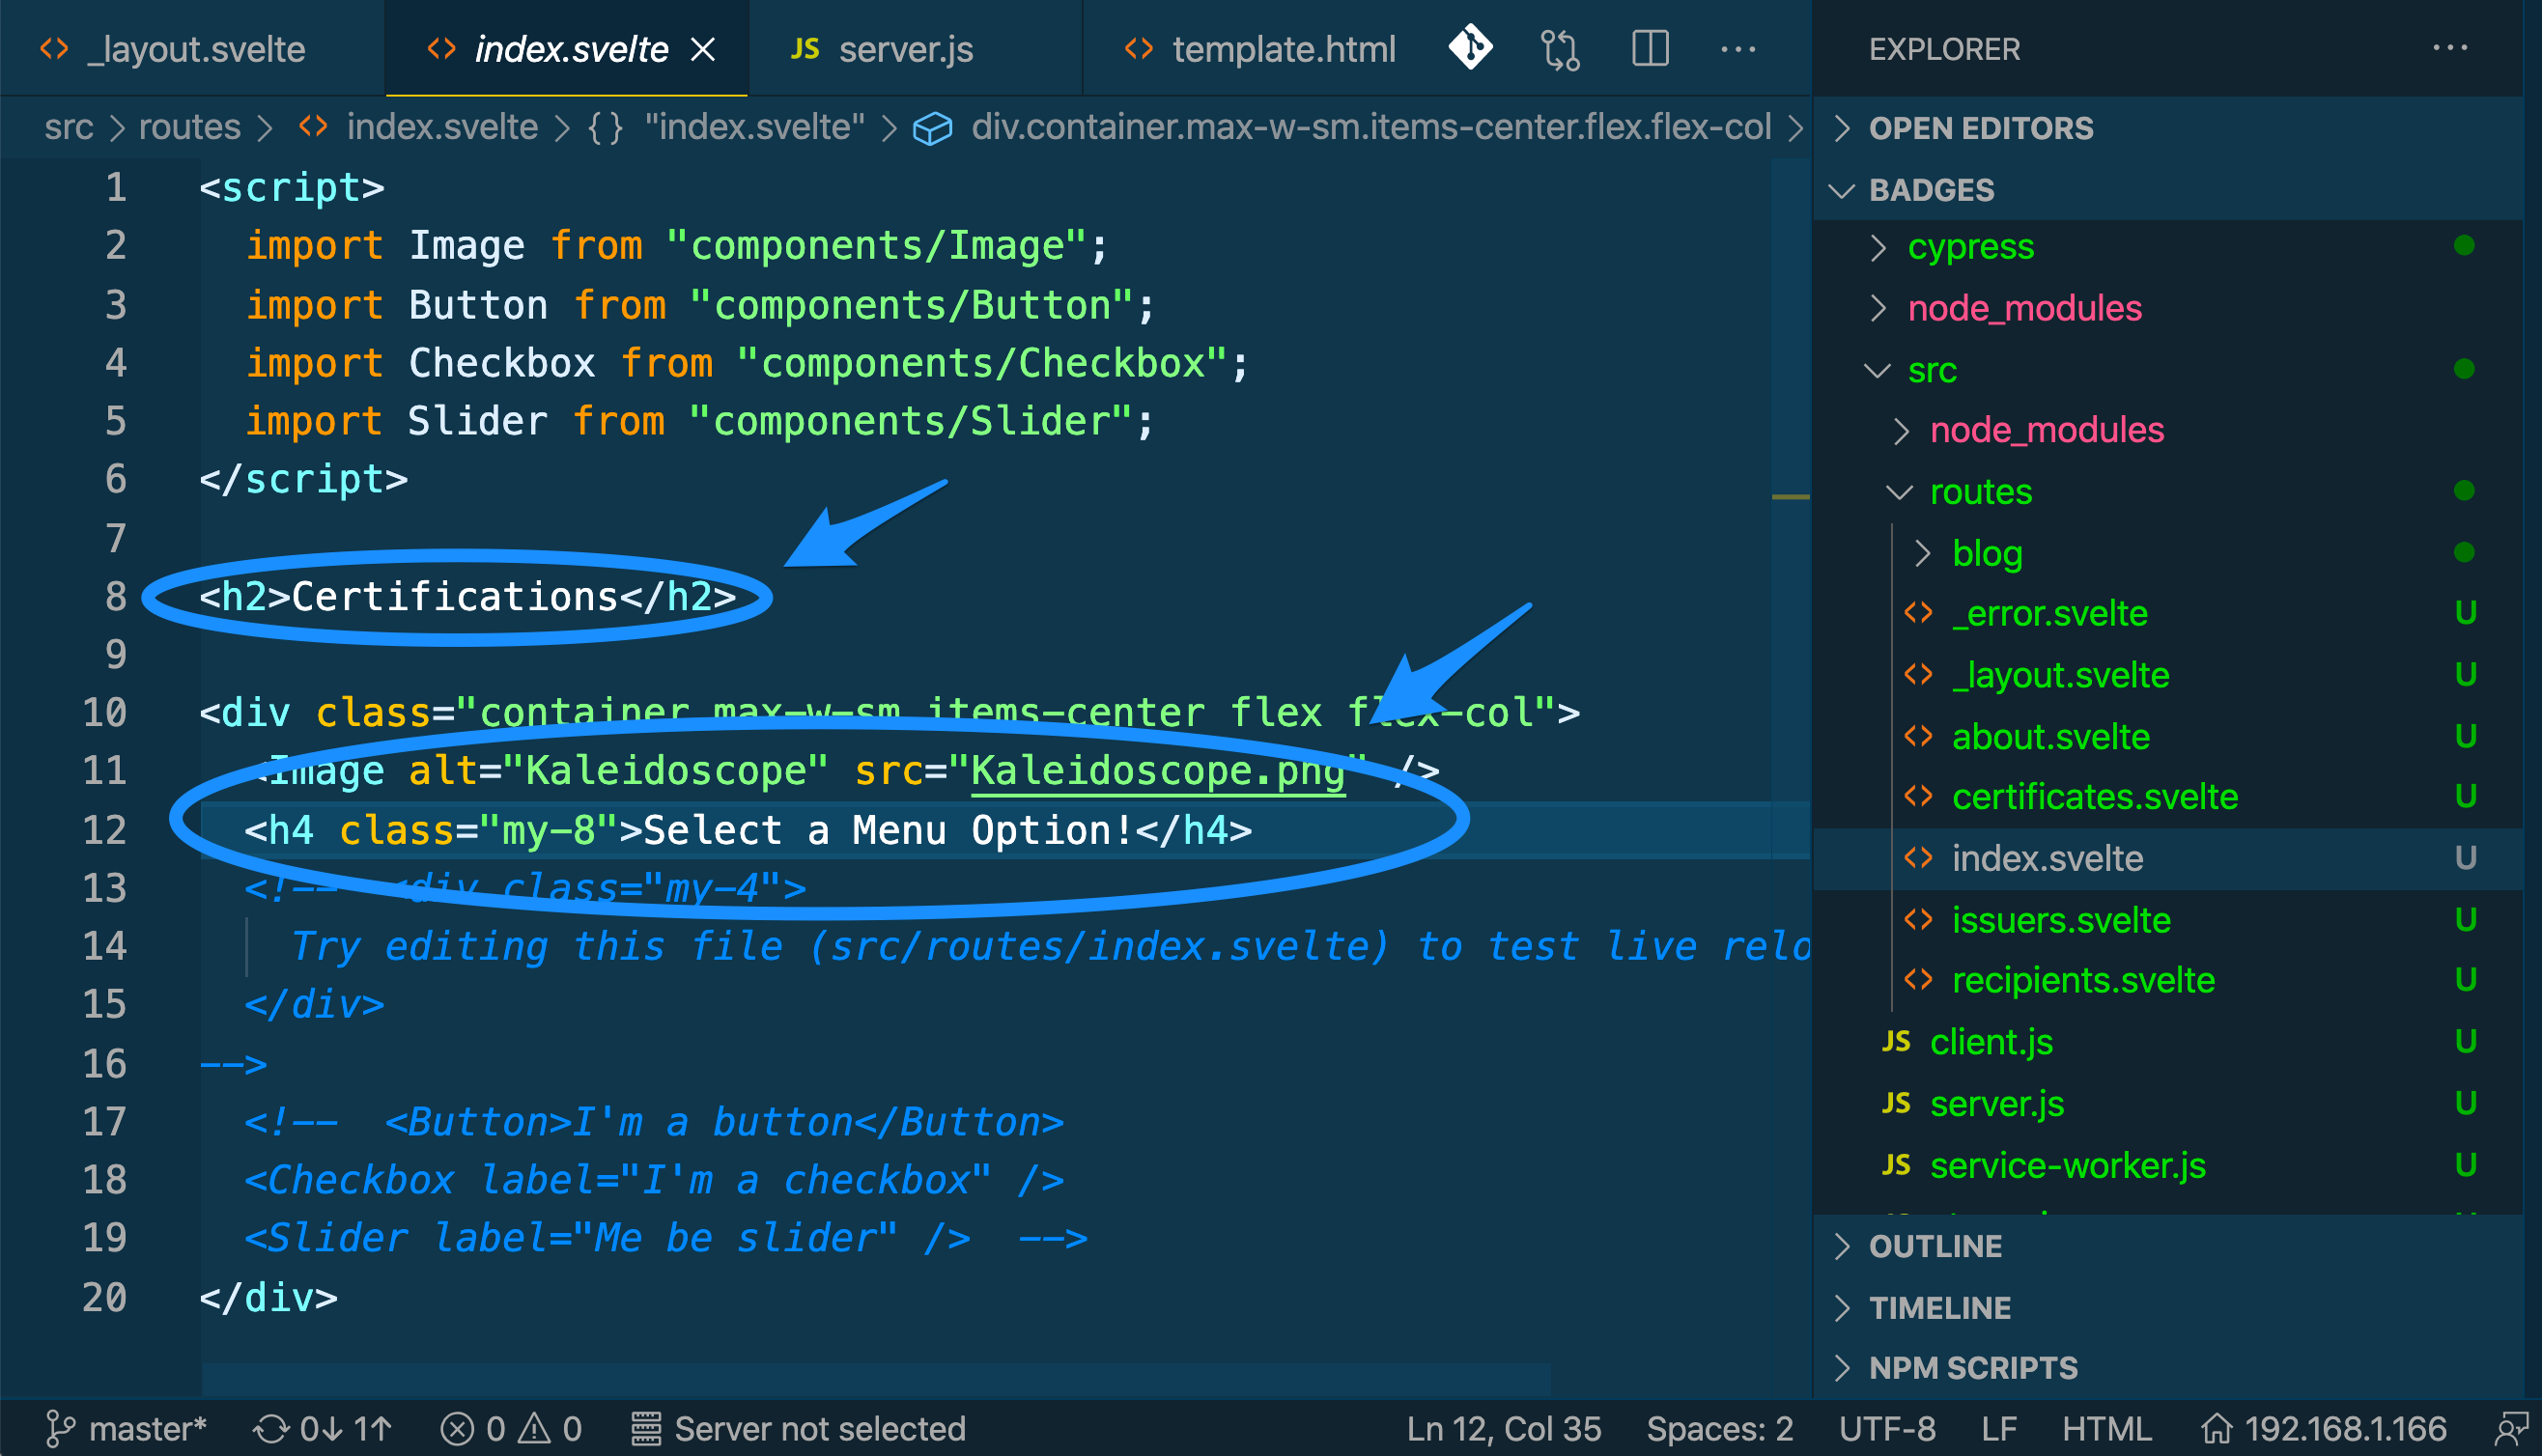 _layout.svelte index.svelte JS server.js template.html
src routes index.svelte {} "index.svelte" div.container.max-w-sm.items-center.flex.flex-col
1 <script>
2 import Image from "components/Image";
3 import Button from "components/Button";
4 import Checkbox from "components/Checkbox";
5 import Slider from "components/Slider";
6 </script>
7
8 <h2>Certifications</h2>
9
10 <div class="container max-w-sm items-center flex flex-col">
11 <Image alt="Kaleidoscope" src="Kaleidoscope.png" />
12 <h4 class="my-8">Select a Menu Option!</h4>
13 <!-- <div class="my-4">
14 Try editing this file (src/routes/index.svelte) to test live relo
15 </div>
16 -->
17 <!-- <Button>I'm a button</Button>
18 <Checkbox label="I'm a checkbox" />
19 <Slider label="Me be slider" /> -->
20 </div>
EXPLORER
OPEN EDITORS
BADGES
cypress
node_modules
src
node_modules
routes
blog
_error.svelte U
_layout.svelte U
about.svelte U
certificates.svelte U
index.svelte U
issuers.svelte U
recipients.svelte U
JS client.js U
JS server.js U
JS service-worker.js U
OUTLINE
TIMELINE
NPM SCRIPTS
master* 0↓ 1↑ 0 0 Server not selected Ln 12, Col 35 Spaces: 2 UTF-8 LF HTML 192.168.1.166